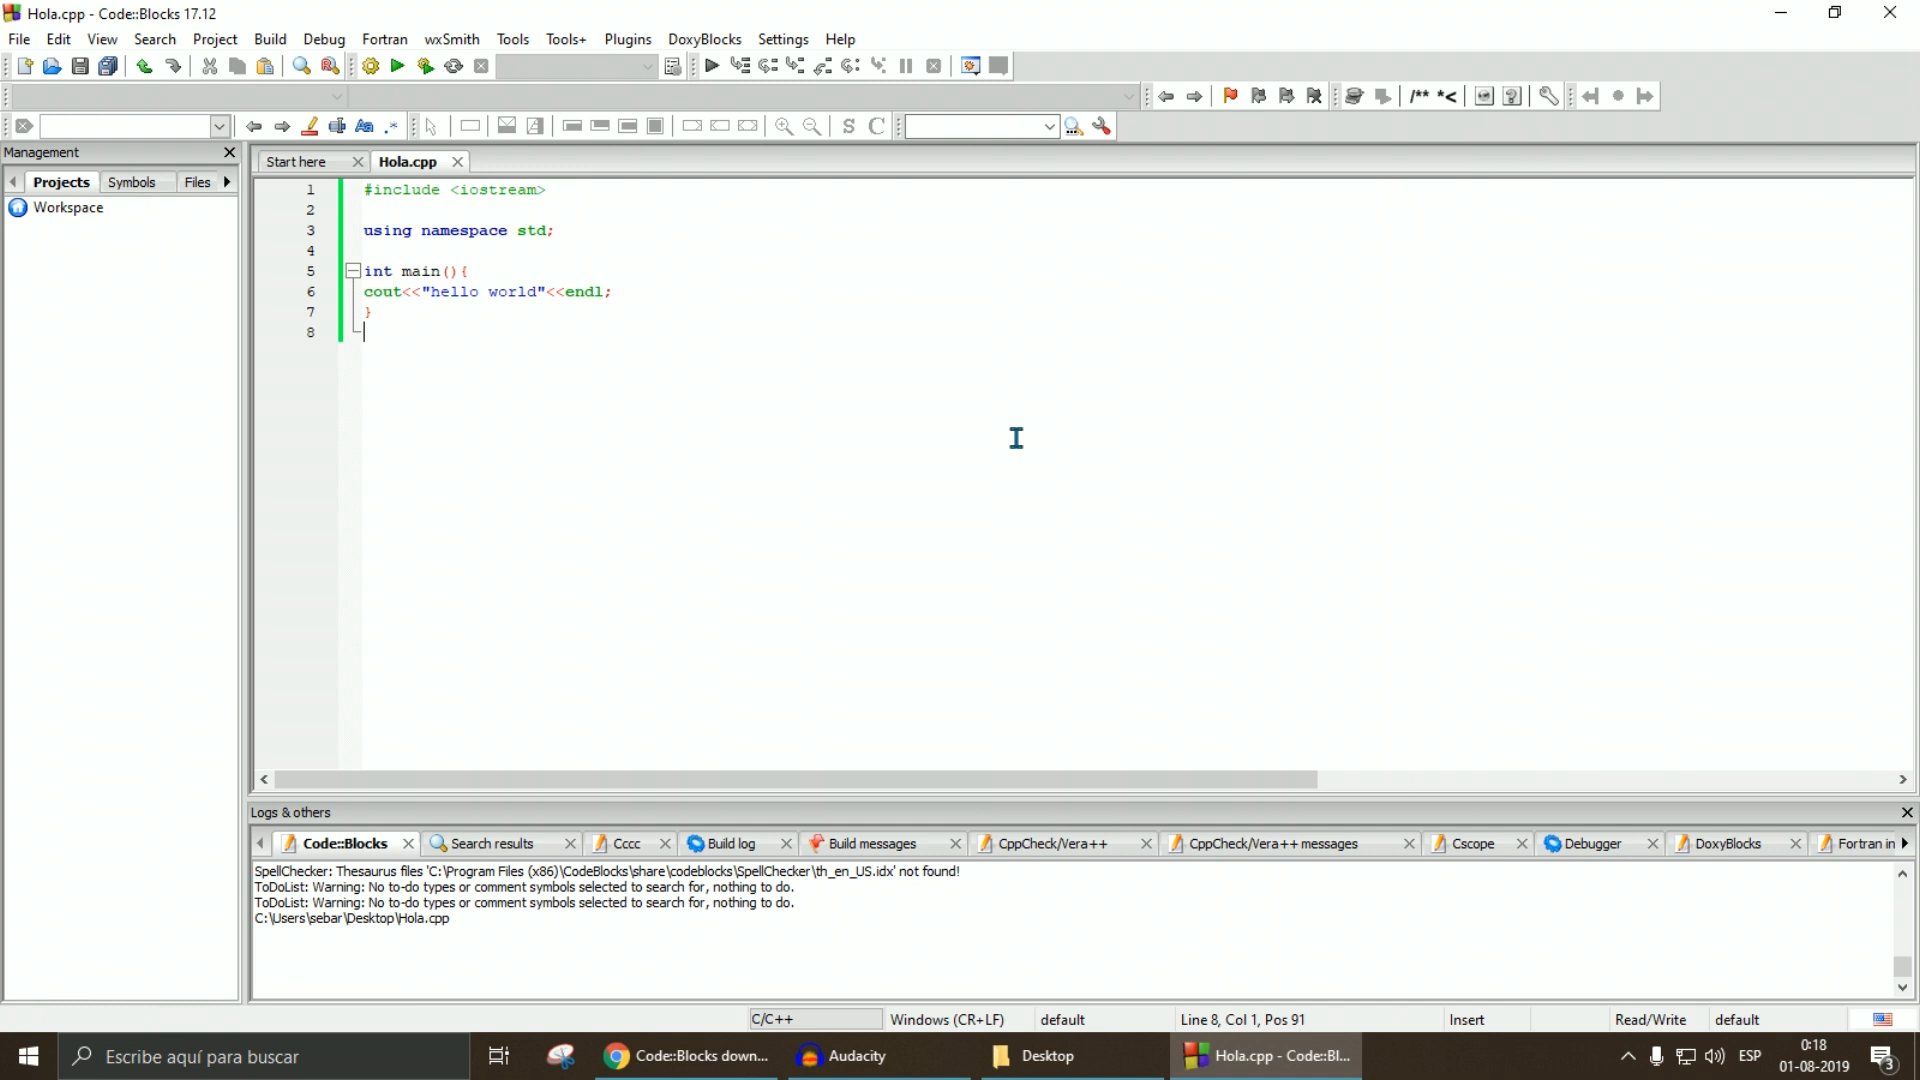 Hola.cpp - Code::Blocks 17.12
File Edit View Search Project Build Debug Fortran wxSmith Tools Tools+ Plugins DoxyBlocks Settings Help
/** *<
Aa .*
S C
Management
Projects Symbols Files
Workspace
Start here Hola.cpp
1 #include <iostream>
2
3 using namespace std;
4
5 int main(){
6 cout<<"hello world"<<endl;
7 }
8
Logs & others
Code::Blocks Search results Cccc Build log Build messages CppCheck/Vera++ CppCheck/Vera++ messages Cscope Debugger DoxyBlocks Fortran in
SpellChecker: Thesaurus files 'C:\Program Files (x86)\CodeBlocks\share\codeblocks\SpellChecker\th_en_US.idx' not found!
ToDoList: Warning: No to-do types or comment symbols selected to search for, nothing to do.
ToDoList: Warning: No to-do types or comment symbols selected to search for, nothing to do.
C:\Users\sebar\Desktop\Hola.cpp
C/C++ Windows (CR+LF) default Line 8, Col 1, Pos 91 Insert Read/Write default
Escribe aquí para buscar
Code::Blocks down... Audacity Desktop Hola.cpp - Code::Bl...
ESP
0:18
01-08-2019
3